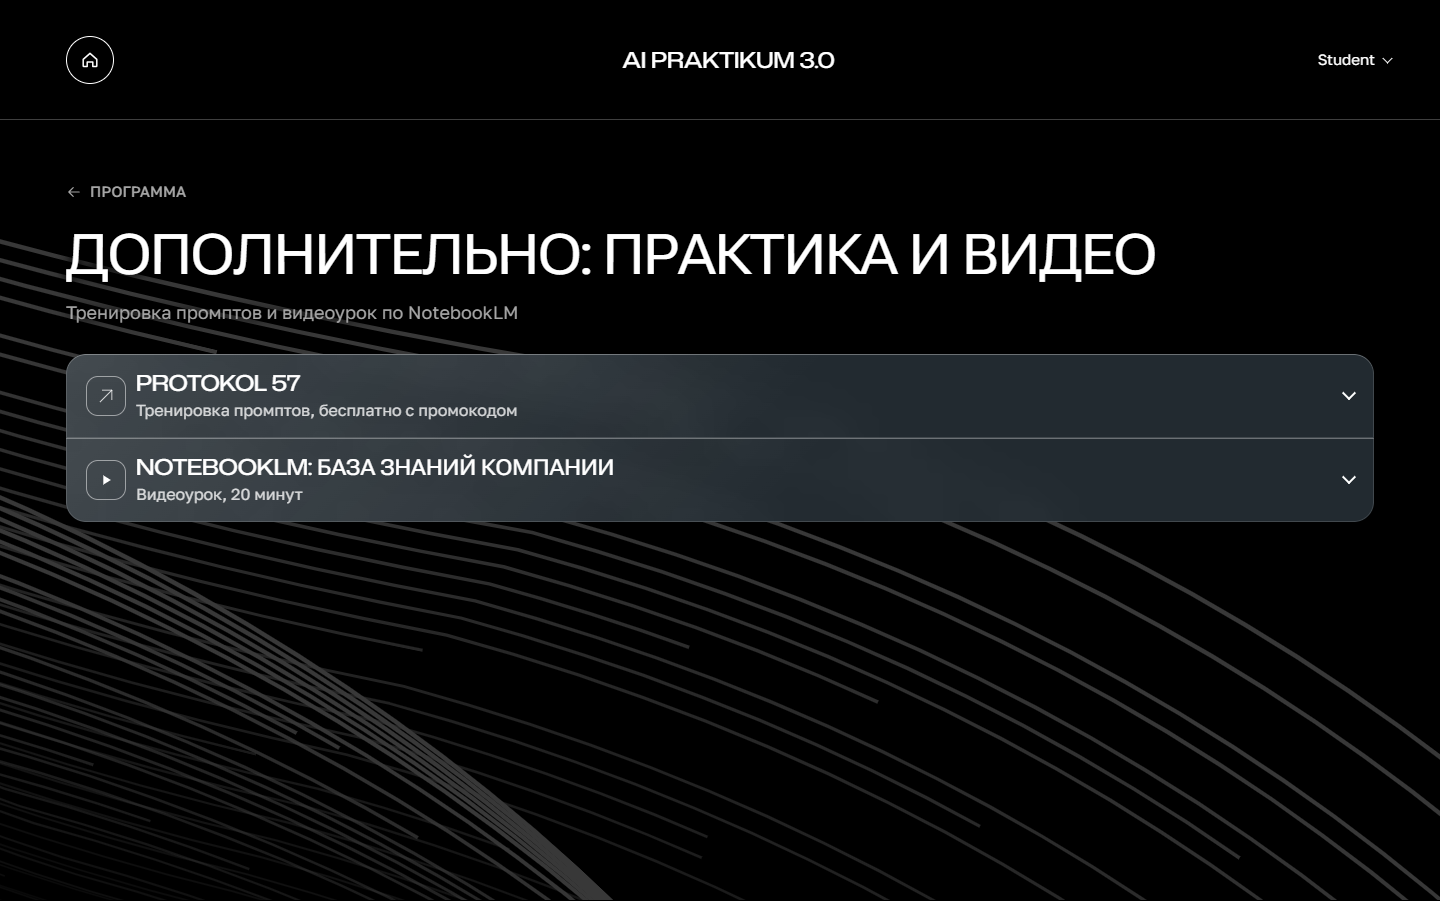 AI PRAKTIKUM 3.0
Student
ПРОГРАММА
ДОПОЛНИТЕЛЬНО: ПРАКТИКА И ВИДЕО
Тренировка промптов и видеоурок по NotebookLM
PROTOKOL 57
Тренировка промптов, бесплатно с промокодом
NOTEBOOKLM: БАЗА ЗНАНИЙ КОМПАНИИ
Видеоурок, 20 минут